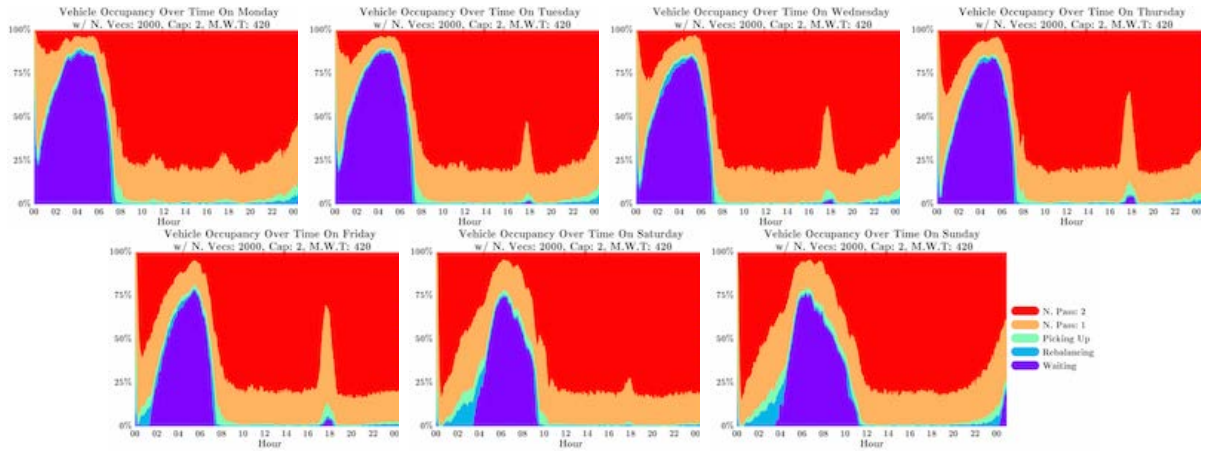 Vehicle Occupancy Over Time On Monday
w/ N. Vecs: 2000, Cap: 2, M.W.T: 420
100%
75%
50%
25%
0%
00 02 04 06 08 10 12 14 16 18 20 22 00
Hour
Vehicle Occupancy Over Time On Tuesday
w/ N. Vecs: 2000, Cap: 2, M.W.T: 420
100%
75%
50%
25%
0%
00 02 04 06 08 10 12 14 16 18 20 22 00
Hour
Vehicle Occupancy Over Time On Wednesday
w/ N. Vecs: 2000, Cap: 2, M.W.T: 420
100%
75%
50%
25%
0%
00 02 04 06 08 10 12 14 16 18 20 22 00
Hour
Vehicle Occupancy Over Time On Thursday
w/ N. Vecs: 2000, Cap: 2, M.W.T: 420
100%
75%
50%
25%
0%
00 02 04 06 08 10 12 14 16 18 20 22 00
Hour
Vehicle Occupancy Over Time On Friday
w/ N. Vecs: 2000, Cap: 2, M.W.T: 420
100%
75%
50%
25%
0%
00 02 04 06 08 10 12 14 16 18 20 22 00
Hour
Vehicle Occupancy Over Time On Saturday
w/ N. Vecs: 2000, Cap: 2, M.W.T: 420
100%
75%
50%
25%
0%
00 02 04 06 08 10 12 14 16 18 20 22 00
Hour
Vehicle Occupancy Over Time On Sunday
w/ N. Vecs: 2000, Cap: 2, M.W.T: 420
100%
75%
50%
25%
0%
00 02 04 06 08 10 12 14 16 18 20 22 00
Hour
N. Pass: 2
N. Pass: 1
Picking Up
Rebalancing
Waiting